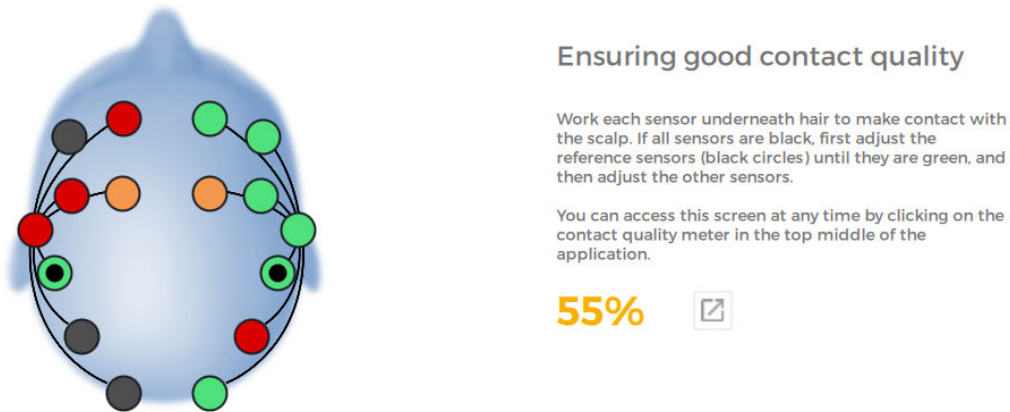 Ensuring good contact quality
Work each sensor underneath hair to make contact with
the scalp. If all sensors are black, first adjust the
reference sensors (black circles) until they are green, and
then adjust the other sensors.
You can access this screen at any time by clicking on the
contact quality meter in the top middle of the
application.
55%